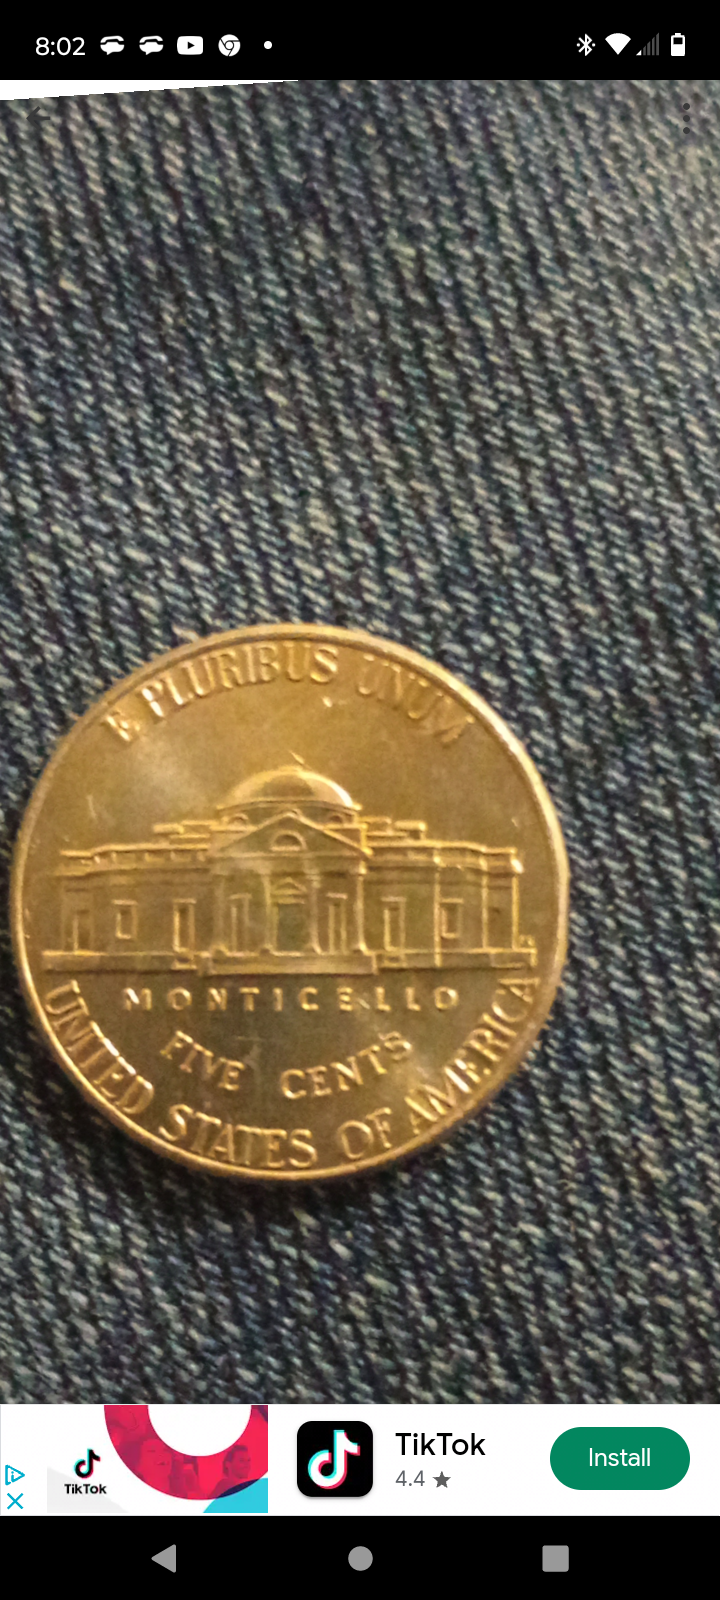 8:02
E PLURIBUS UNUM
MONTICELLO
FIVE CENTS
UNITED STATES OF AMERICA
TikTok
TikTok
4.4 ★
Install